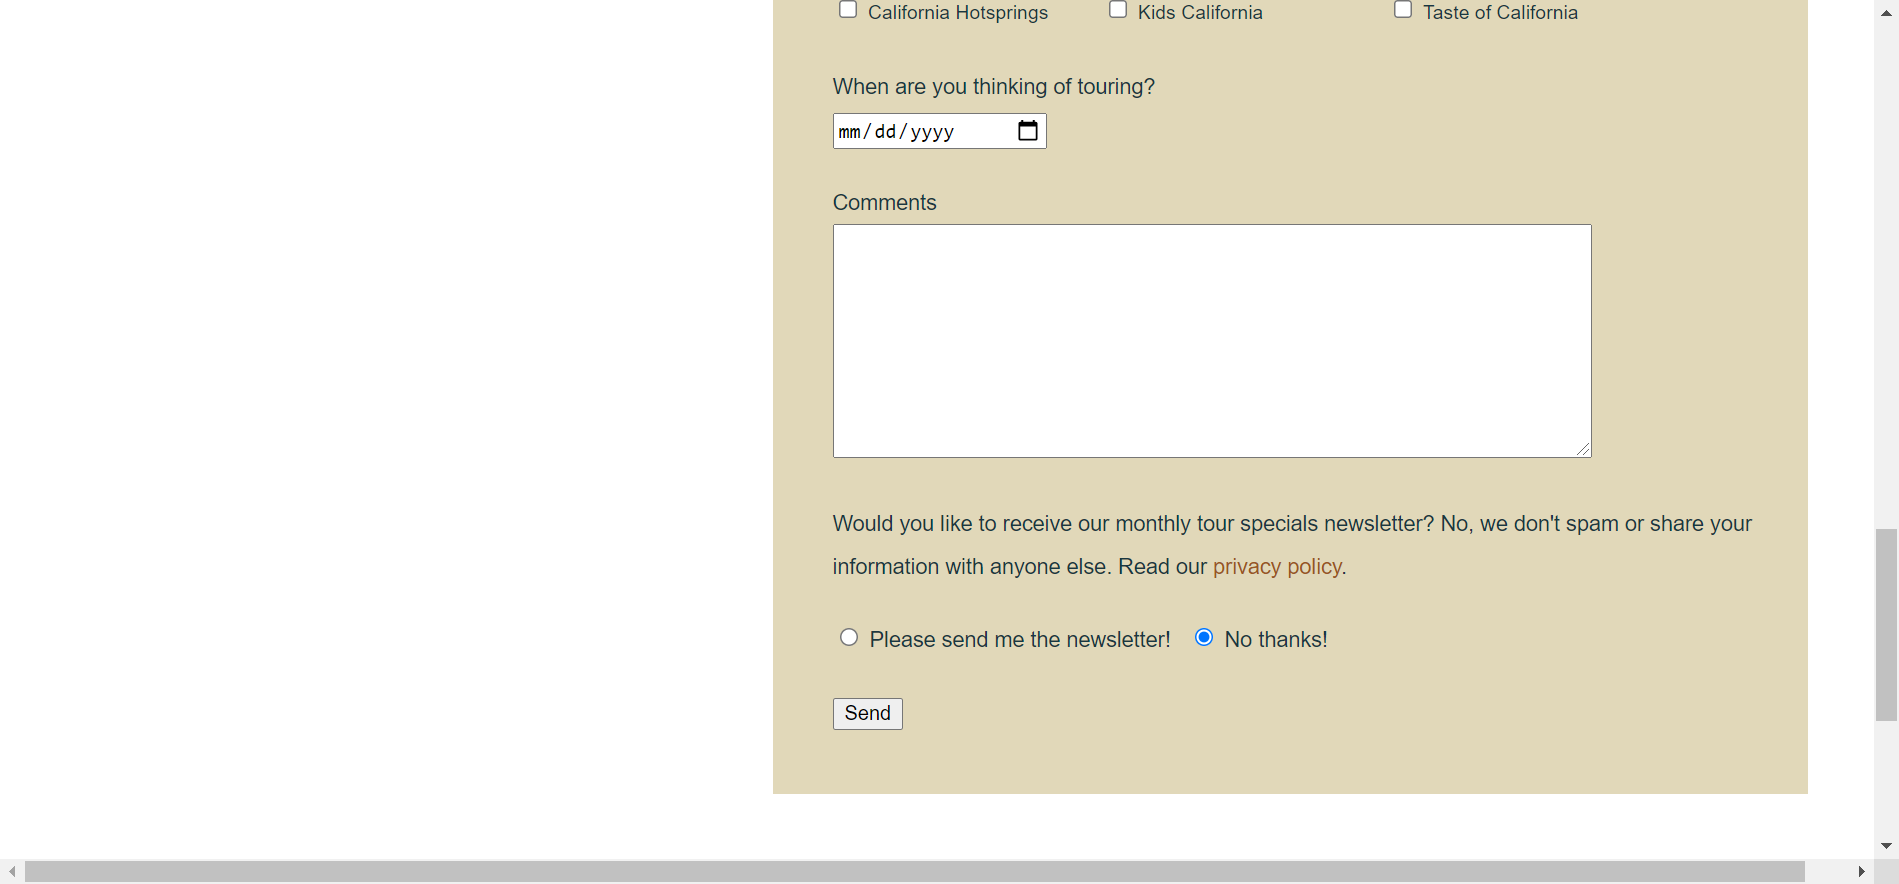 California Hotsprings Kids California Taste of California
When are you thinking of touring?
mm/dd/yyyy
Comments
Would you like to receive our monthly tour specials newsletter? No, we don't spam or share your
information with anyone else. Read our privacy policy.
Please send me the newsletter! No thanks!
Send